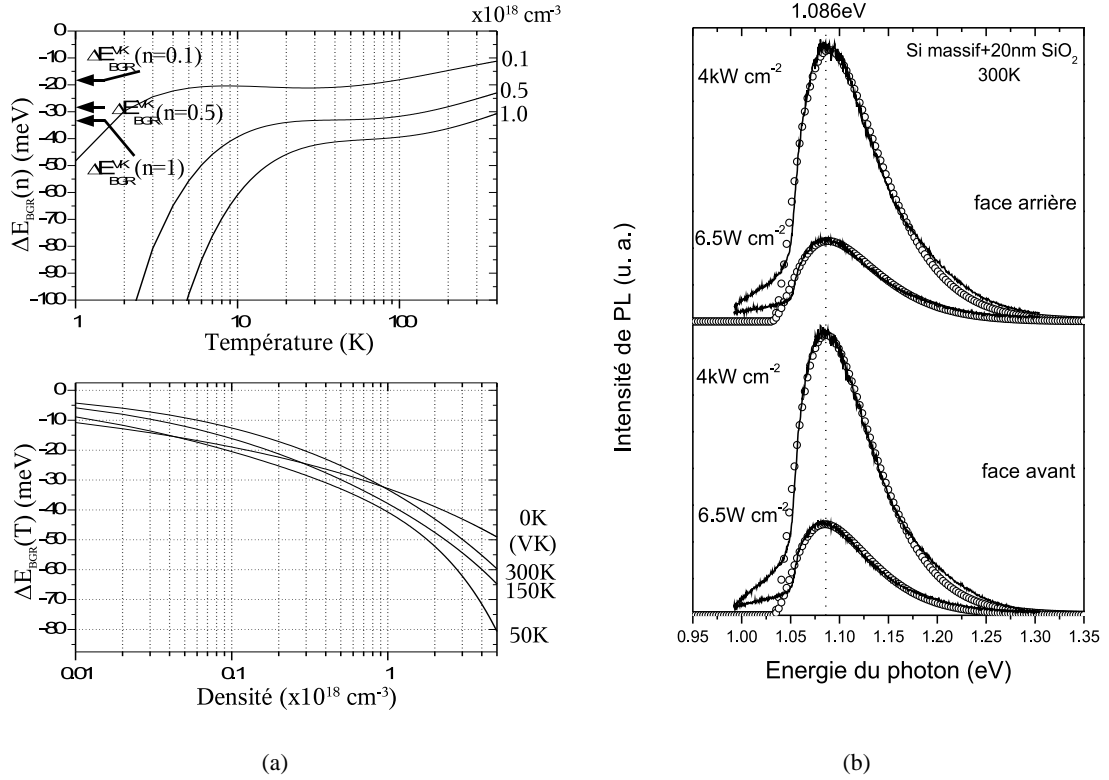 x10¹⁸ cm⁻³
0
-10
-20
-30
-40
-50
-60
-70
-80
-90
-100
ΔE_BGR(n) (meV)
ΔE^VK_BGR(n=0.1)
ΔE^VK_BGR(n=0.5)
ΔE^VK_BGR(n=1)
0.1
0.5
1.0
1
10
100
Température (K)
0
-10
-20
-30
-40
-50
-60
-70
-80
ΔE_BGR(T) (meV)
0K
(VK)
300K
150K
50K
0.01
0.1
1
Densité (x10¹⁸ cm⁻³)
(a)
1.086eV
Si massif+20nm SiO₂
300K
4kW cm⁻²
face arrière
6.5W cm⁻²
4kW cm⁻²
face avant
6.5W cm⁻²
Intensité de PL (u. a.)
0.95 1.00 1.05 1.10 1.15 1.20 1.25 1.30 1.35
Energie du photon (eV)
(b)